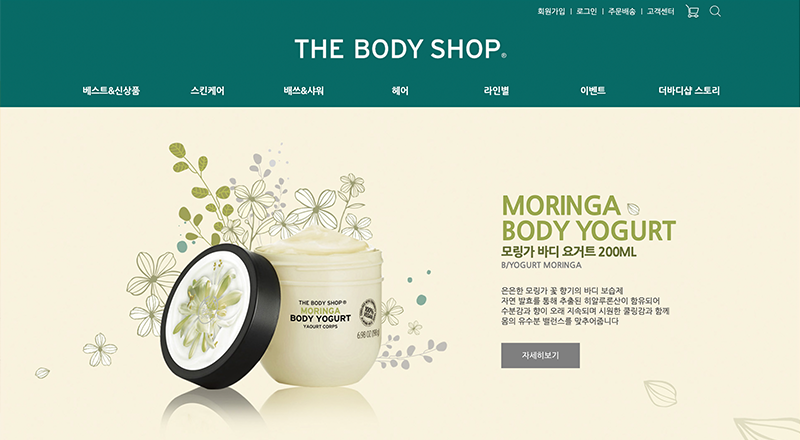 회원가입 | 로그인 | 주문배송 | 고객센터
THE BODY SHOP®
베스트&신상품 스킨케어 배쓰&샤워 헤어 라인별 이벤트 더바디샵 스토리
MORINGA
BODY YOGURT
모링가 바디 요거트 200ML
B/YOGURT MORINGA
은은한 모링가 꽃 향기의 바디 보습제
자연 발효를 통해 추출된 히알루론산이 함유되어
수분감과 향이 오래 지속되며 시원한 쿨링감과 함께
몸의 유수분 밸런스를 맞추어줍니다
자세히보기
THE BODY SHOP®
MORINGA
BODY YOGURT
YAOURT CORPS
100%
6.98 OZ